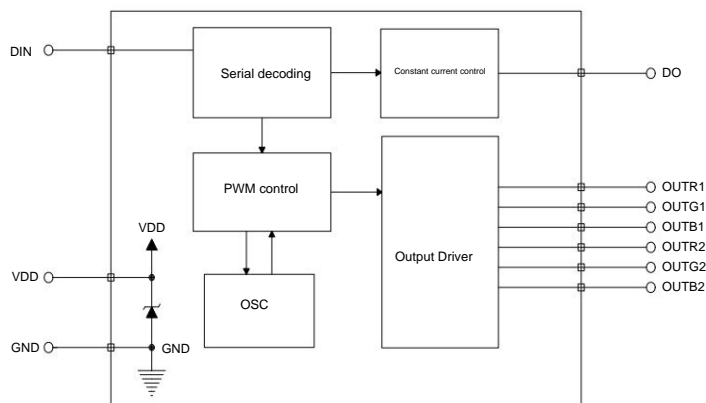 DIN
Serial decoding
Constant current control
DO
PWM control
Output Driver
OUTR1
OUTG1
OUTB1
OUTR2
OUTG2
OUTB2
VDD
VDD
OSC
GND
GND